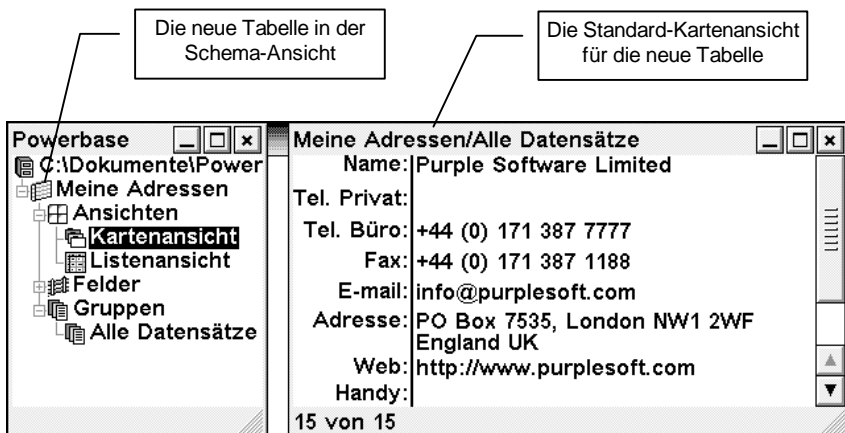 Die neue Tabelle in der
Schema-Ansicht
Die Standard-Kartenansicht
für die neue Tabelle
Powerbase
C:\Dokumente\Power
Meine Adressen
Ansichten
Kartenansicht
Listenansicht
Felder
Gruppen
Alle Datensätze
Meine Adressen/Alle Datensätze
Name: Purple Software Limited
Tel. Privat:
Tel. Büro: +44 (0) 171 387 7777
Fax: +44 (0) 171 387 1188
E-mail: info@purplesoft.com
Adresse: PO Box 7535, London NW1 2WF
England UK
Web: http://www.purplesoft.com
Handy:
15 von 15